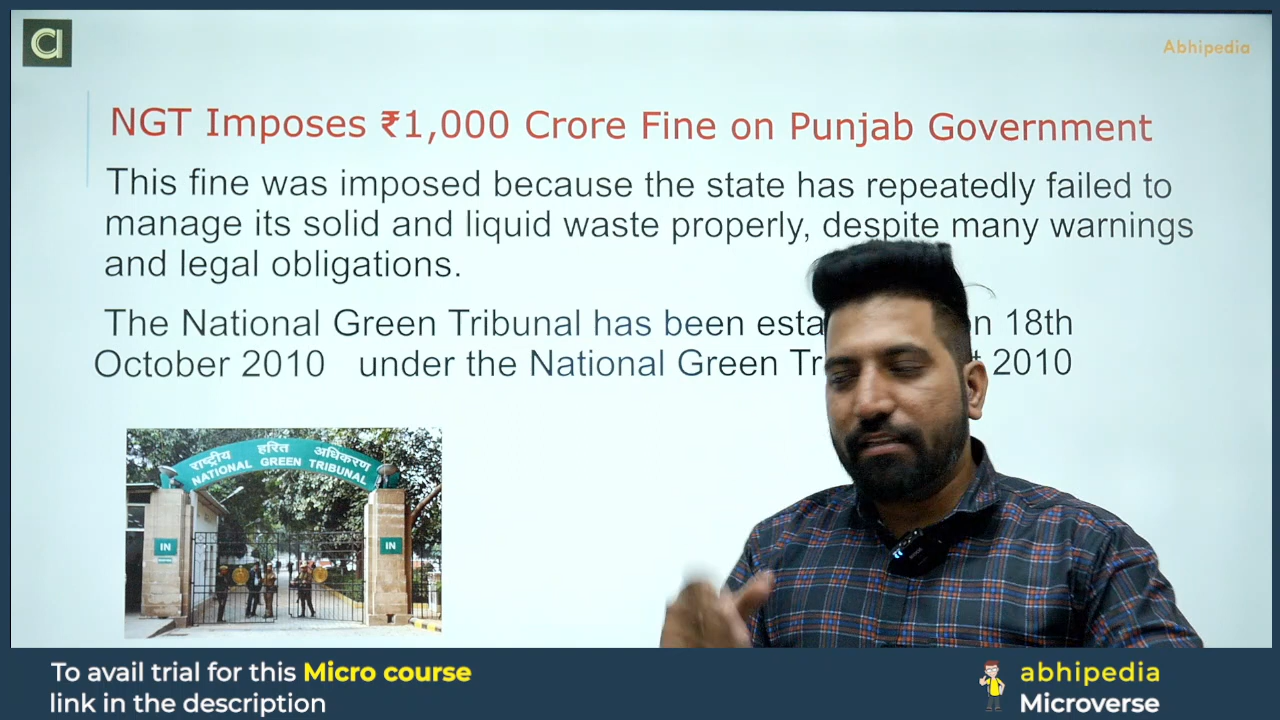 Abhipedia
NGT Imposes ₹1,000 Crore Fine on Punjab Government
This fine was imposed because the state has repeatedly failed to
manage its solid and liquid waste properly, despite many warnings
and legal obligations.
The National Green Tribunal has been on 18th
October 2010 under the National Green 2010
राष्ट्रीय हरित अधिकरण
NATIONAL GREEN TRIBUNAL
IN
IN
To avail trial for this Micro course
link in the description
abhipedia
Microverse